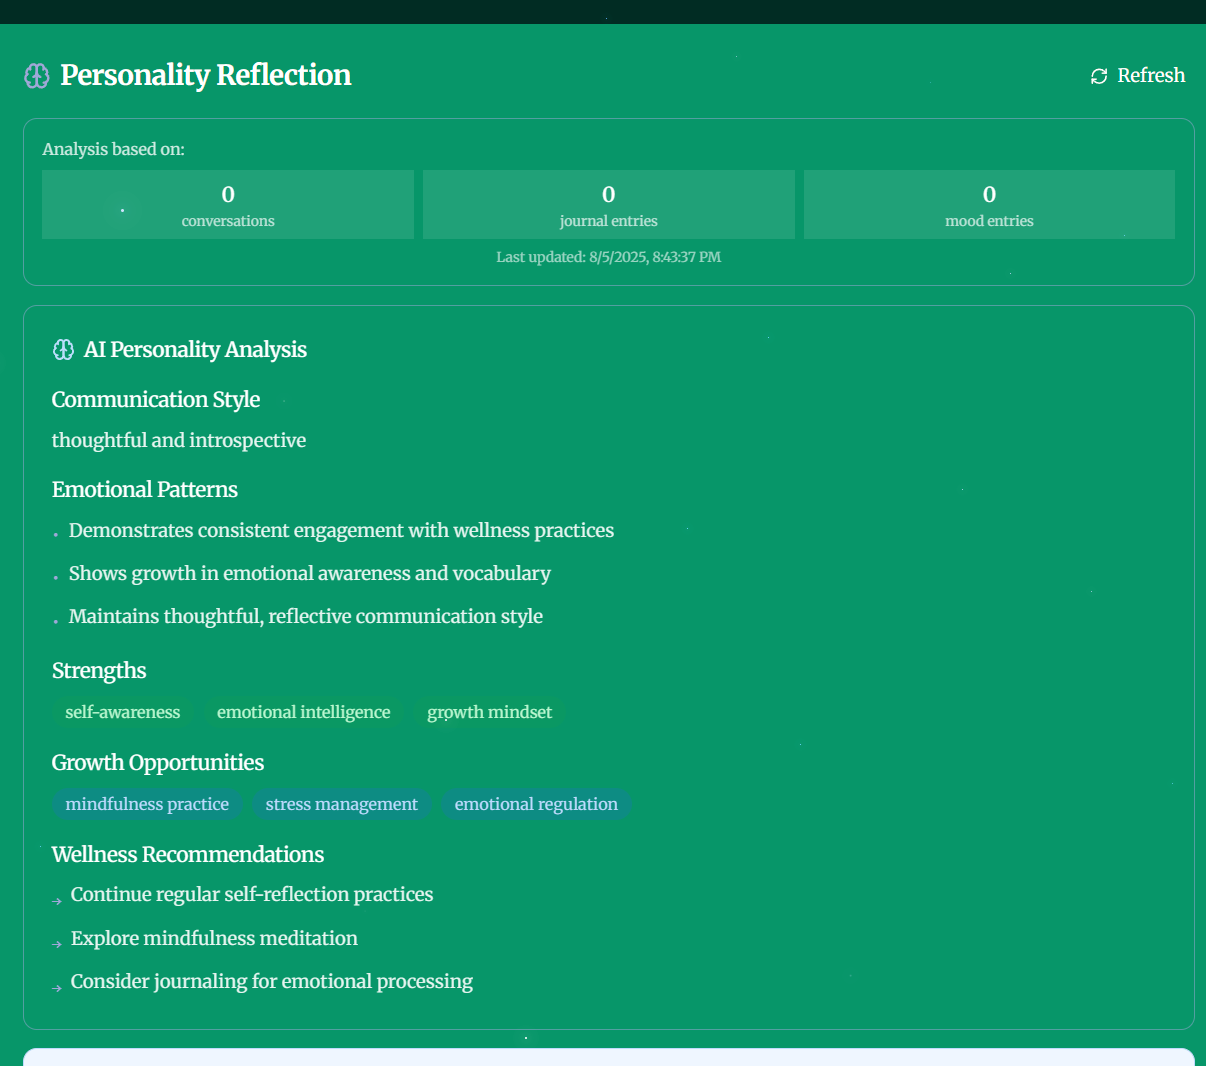 Personality Reflection
Refresh
Analysis based on:
0
conversations
0
journal entries
0
mood entries
Last updated: 8/5/2025, 8:43:37 PM
AI Personality Analysis
Communication Style
thoughtful and introspective
Emotional Patterns
• Demonstrates consistent engagement with wellness practices
• Shows growth in emotional awareness and vocabulary
• Maintains thoughtful, reflective communication style
Strengths
self-awareness emotional intelligence growth mindset
Growth Opportunities
mindfulness practice stress management emotional regulation
Wellness Recommendations
→ Continue regular self-reflection practices
→ Explore mindfulness meditation
→ Consider journaling for emotional processing